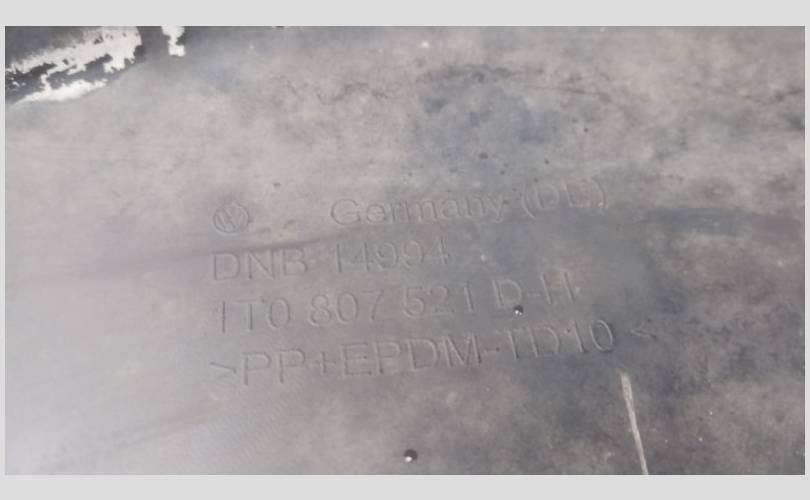 Germany (DE)
DNB 14994
1T0 807 521 D-H
>PP+EPDM-TD10 <